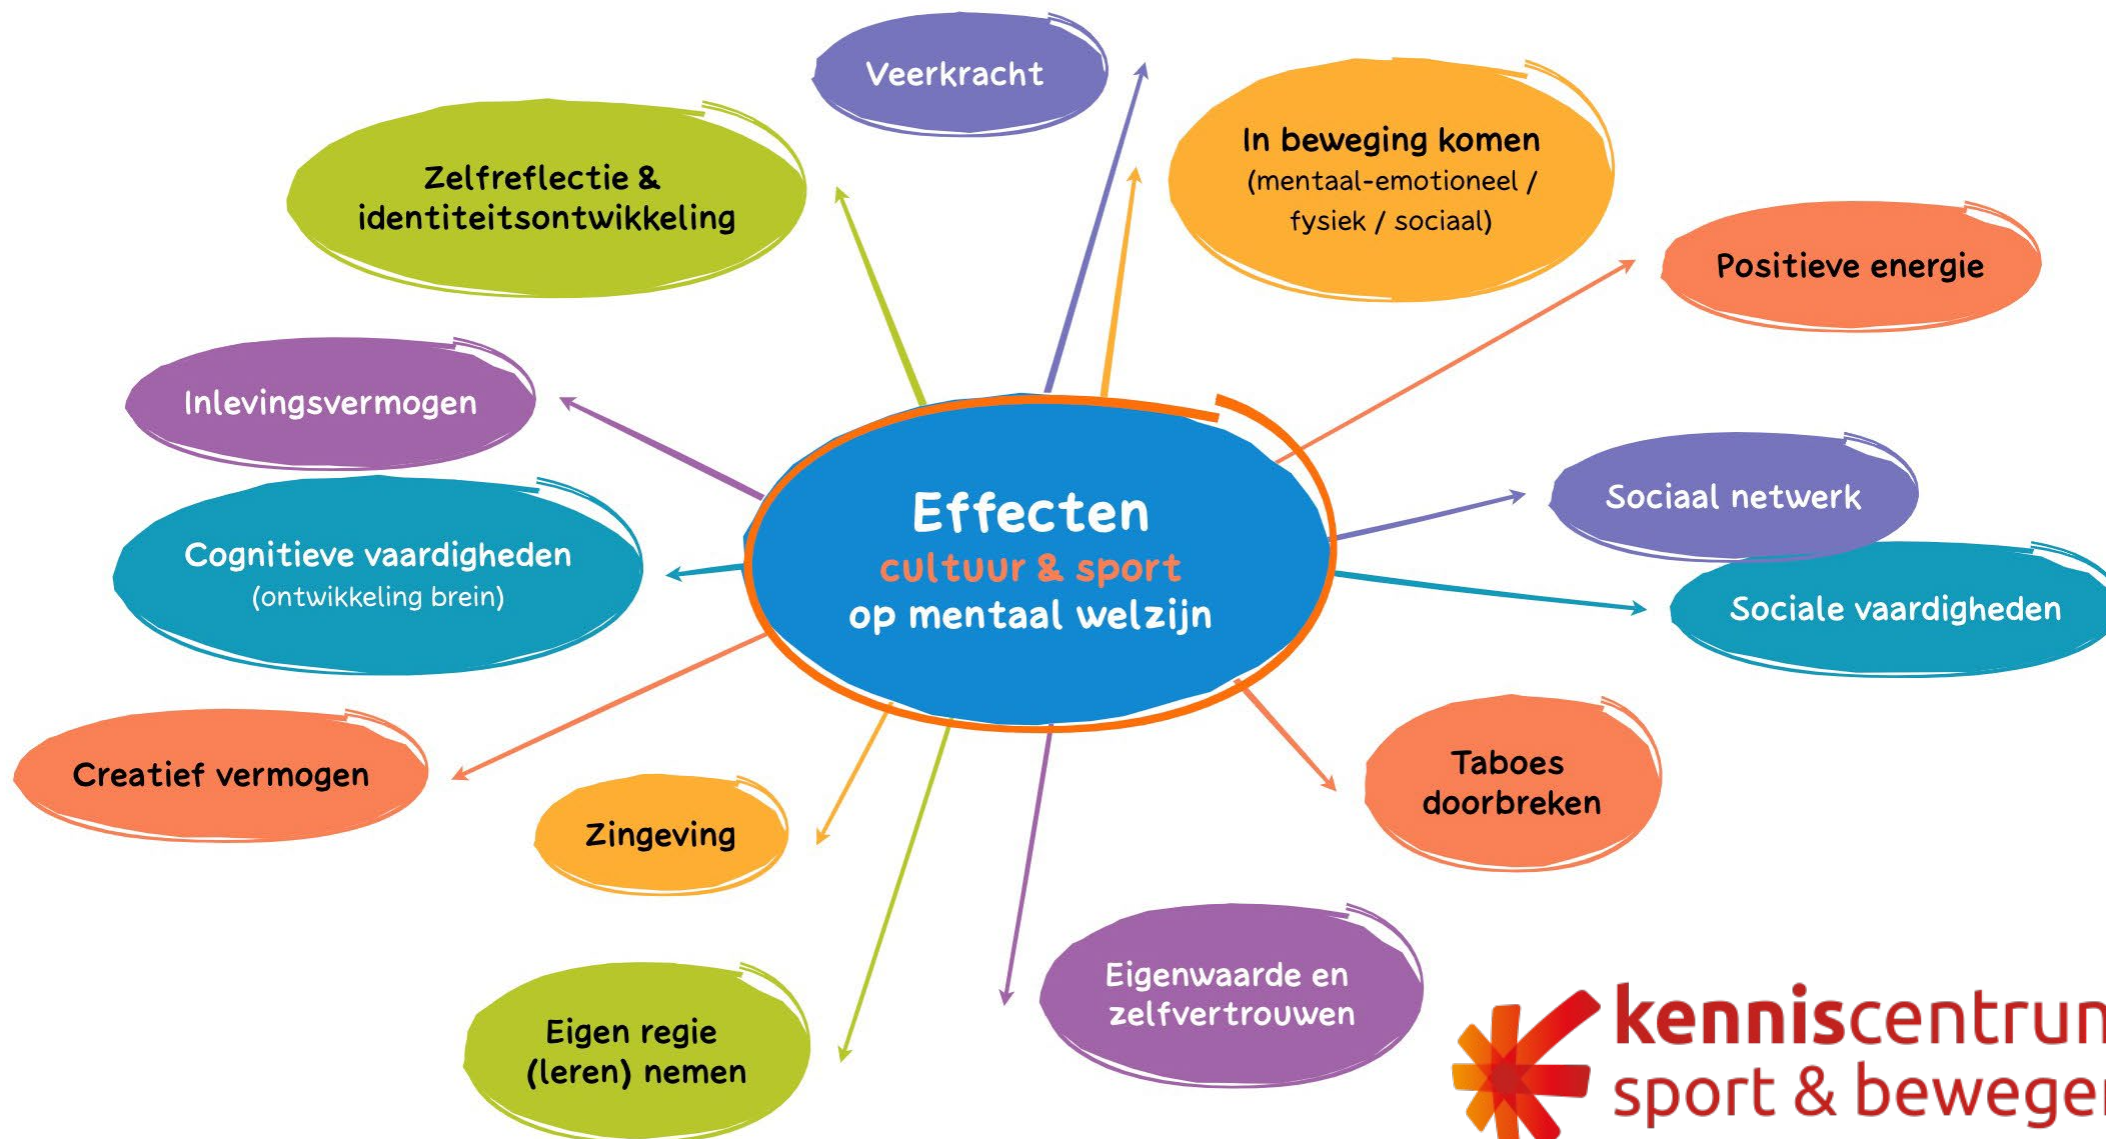 Veerkracht
Zelfreflectie &
identiteitsontwikkeling
In beweging komen
(mentaal-emotioneel /
fysiek / sociaal)
Positieve energie
Inlevingsvermogen
Sociaal netwerk
Effecten
cultuur & sport
op mentaal welzijn
Cognitieve vaardigheden
(ontwikkeling brein)
Sociale vaardigheden
Creatief vermogen
Zingeving
Taboes
doorbreken
Eigenwaarde en
zelfvertrouwen
Eigen regie
(leren) nemen
kenniscentrum
sport & bewegen